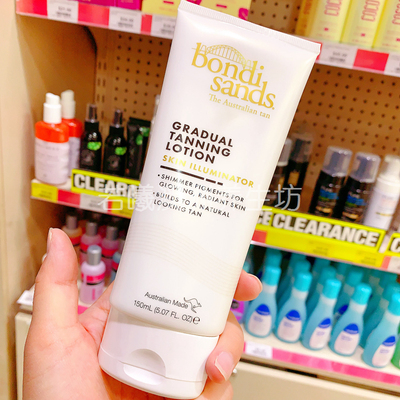 bondi
sands
The Australian tan
GRADUAL
TANNING
LOTION
SKIN ILLUMINATOR
• SHIMMER PIGMENTS FOR
GLOWING, RADIANT SKIN
• BUILDS TO A NATURAL
LOOKING TAN
Australian Made
150mL (5.07 FL. OZ) e
CLEARANCE
CLEARANCE